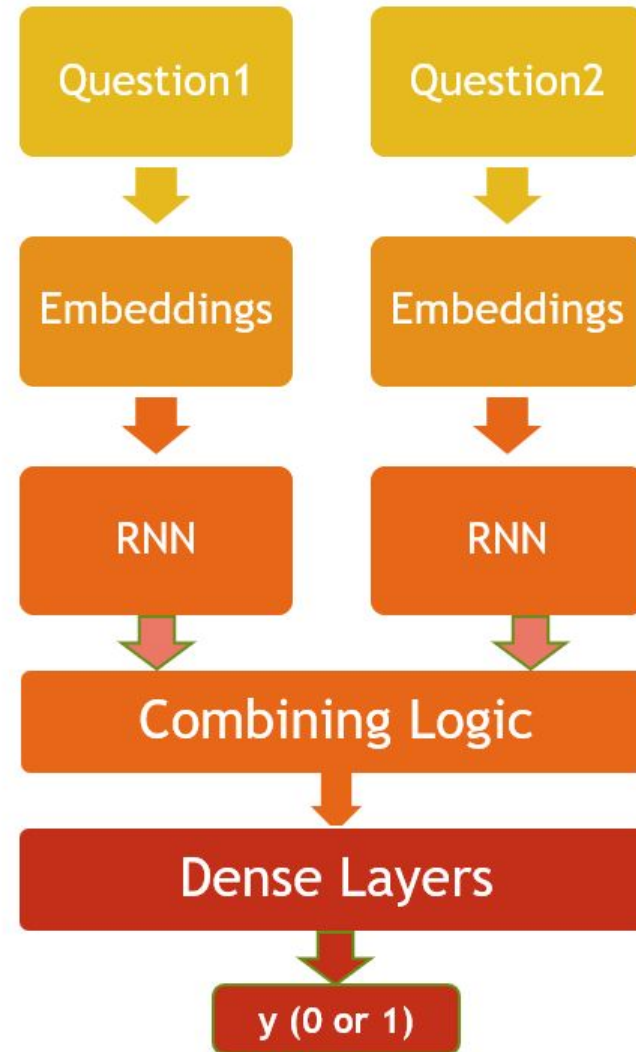 Question1
Question2
Embeddings
Embeddings
RNN
RNN
Combining Logic
Dense Layers
y (0 or 1)